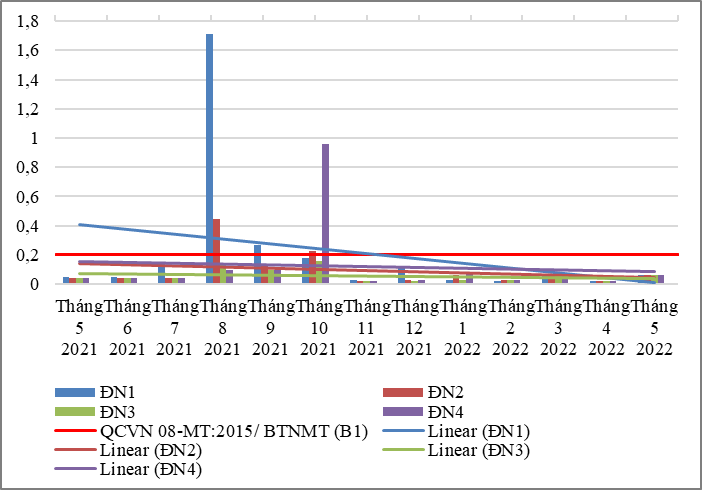 1,8
1,6
1,4
1,2
1
0,8
0,6
0,4
0,2
0
Tháng Tháng Tháng Tháng Tháng Tháng Tháng Tháng Tháng Tháng Tháng Tháng Tháng
5 6 7 8 9 10 11 12 1 2 3 4 5
2021 2021 2021 2021 2021 2021 2021 2021 2022 2022 2022 2022 2022
ĐN1 ĐN2
ĐN3 ĐN4
QCVN 08-MT:2015/ BTNMT (B1) Linear (ĐN1)
Linear (ĐN2) Linear (ĐN3)
Linear (ĐN4)